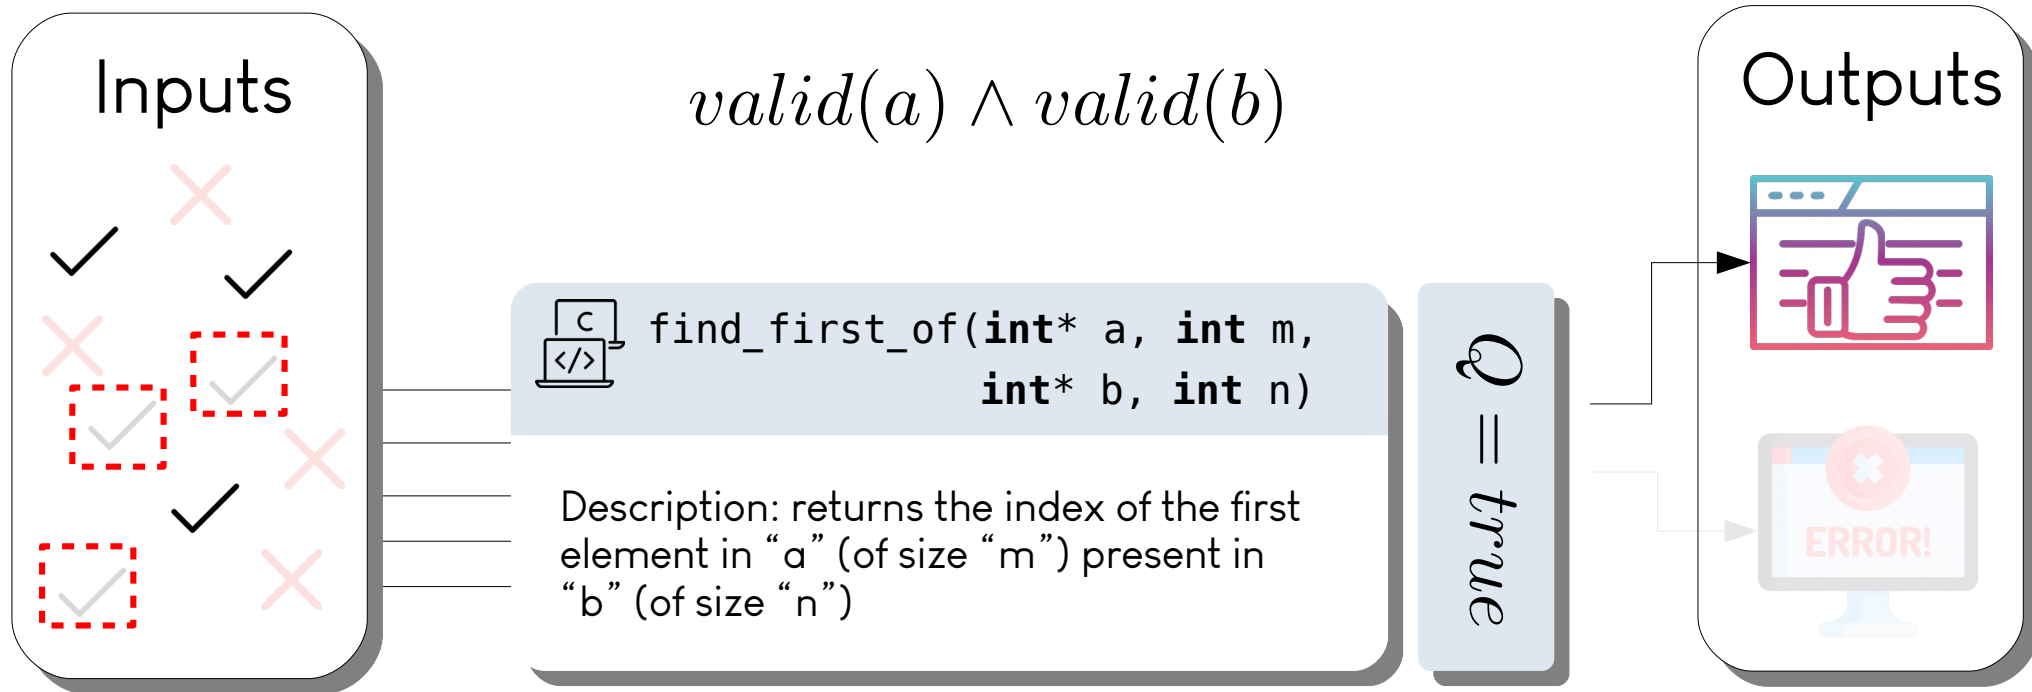 Inputs
valid(a) ∧ valid(b)
Outputs
C
</>
find_first_of(int* a, int m,
int* b, int n)
Description: returns the index of the first
element in “a” (of size “m”) present in
“b” (of size “n”)
Q = true
ERROR!